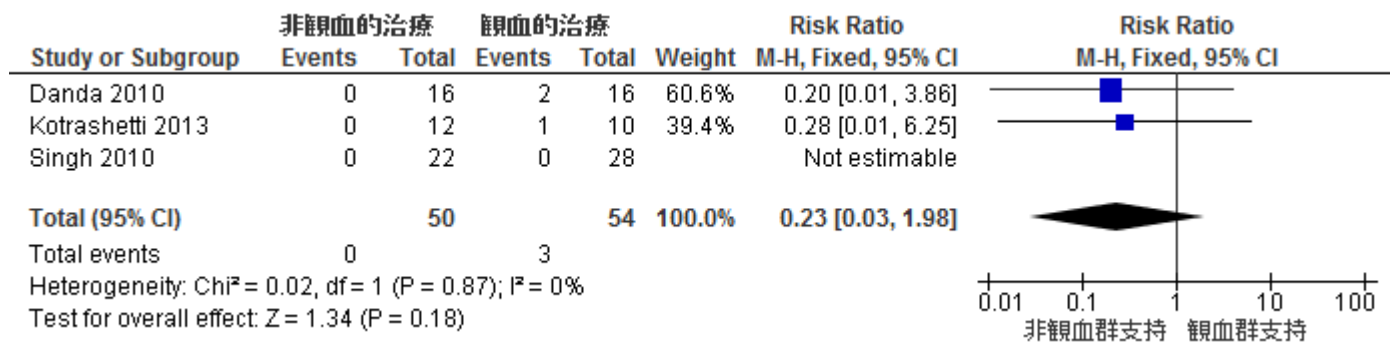 非観血的治療 観血的治療 Risk Ratio Risk Ratio
Study or Subgroup Events Total Events Total Weight M-H, Fixed, 95% CI M-H, Fixed, 95% CI
Danda 2010 0 16 2 16 60.6% 0.20 [0.01, 3.86]
Kotrashetti 2013 0 12 1 10 39.4% 0.28 [0.01, 6.25]
Singh 2010 0 22 0 28 Not estimable
Total (95% CI) 50 54 100.0% 0.23 [0.03, 1.98]
Total events 0 3
Heterogeneity: Chi² = 0.02, df = 1 (P = 0.87); I² = 0%
Test for overall effect: Z = 1.34 (P = 0.18)
0.01 0.1 1 10 100
非観血群支持 観血群支持